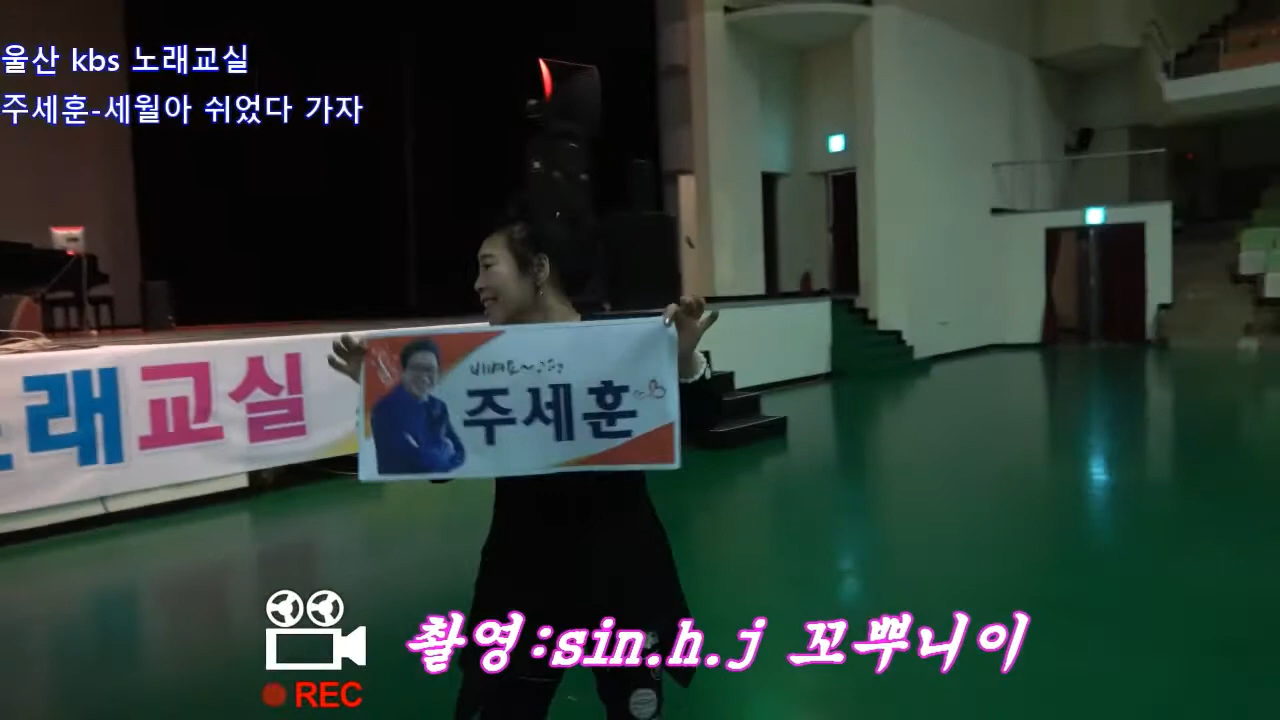 울산 kbs 노래교실
주세훈-세월아 쉬었다 가자
래교실
주세훈
촬영:sin.h.j 꼬뿌니이
REC